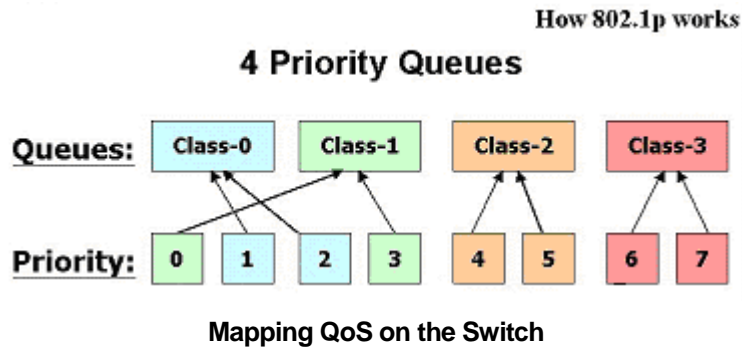 How 802.1p works
4 Priority Queues
Queues: Class-0 Class-1 Class-2 Class-3
Priority: 0 1 2 3 4 5 6 7
Mapping QoS on the Switch